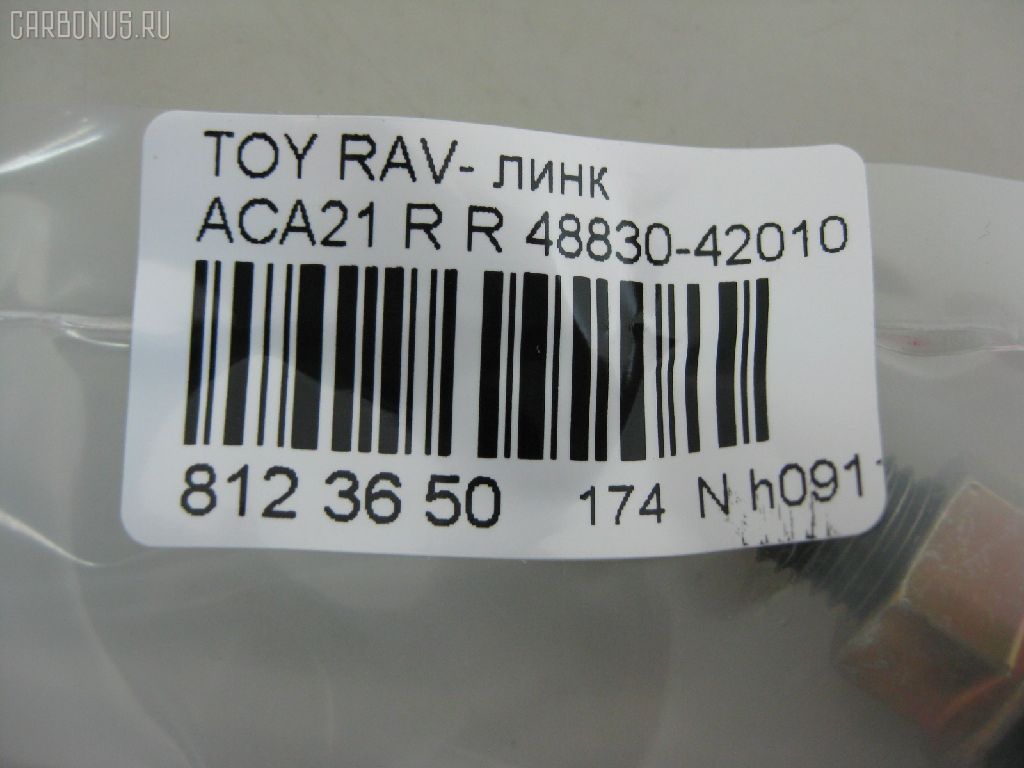 CARBONUS.RU
TOY RAV- линк
ACA21 R R 48830-42010
812 36 50 174 N h091